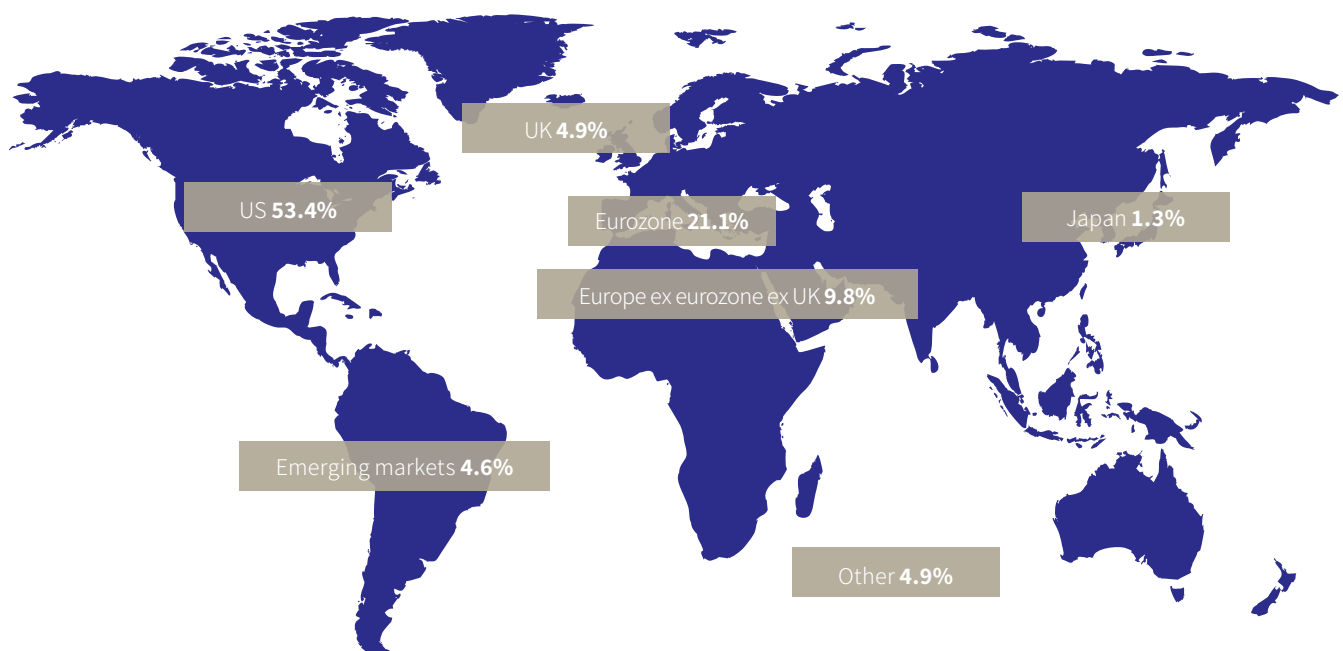 UK 4.9%
US 53.4%
Eurozone 21.1%
Japan 1.3%
Europe ex eurozone ex UK 9.8%
Emerging markets 4.6%
Other 4.9%